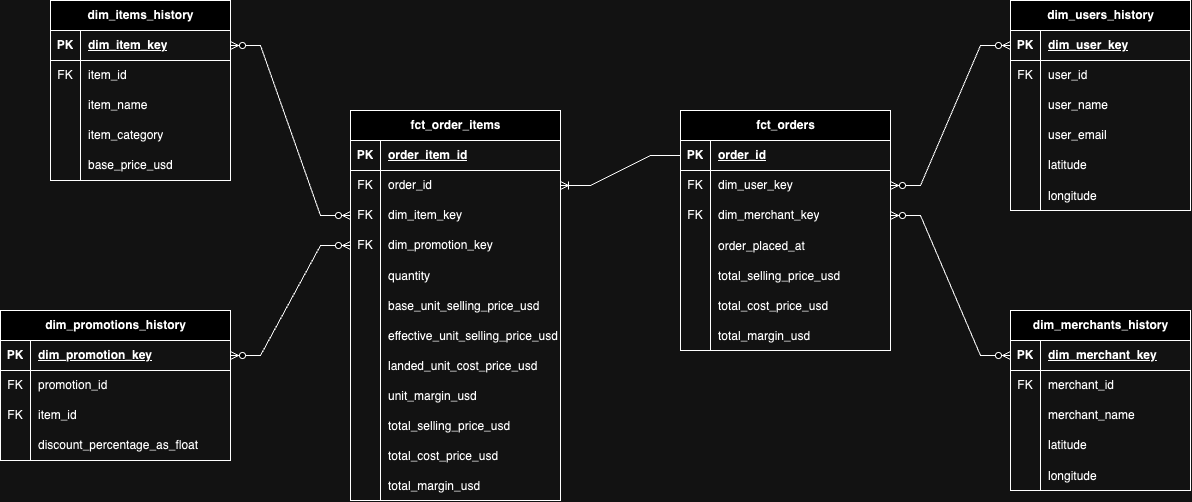 dim_items_history
PK dim_item_key
FK item_id
item_name
item_category
base_price_usd
dim_promotions_history
PK dim_promotion_key
FK promotion_id
FK item_id
discount_percentage_as_float
fct_order_items
PK order_item_id
FK order_id
FK dim_item_key
FK dim_promotion_key
quantity
base_unit_selling_price_usd
effective_unit_selling_price_usd
landed_unit_cost_price_usd
unit_margin_usd
total_selling_price_usd
total_cost_price_usd
total_margin_usd
fct_orders
PK order_id
FK dim_user_key
FK dim_merchant_key
order_placed_at
total_selling_price_usd
total_cost_price_usd
total_margin_usd
dim_users_history
PK dim_user_key
FK user_id
user_name
user_email
latitude
longitude
dim_merchants_history
PK dim_merchant_key
FK merchant_id
merchant_name
latitude
longitude